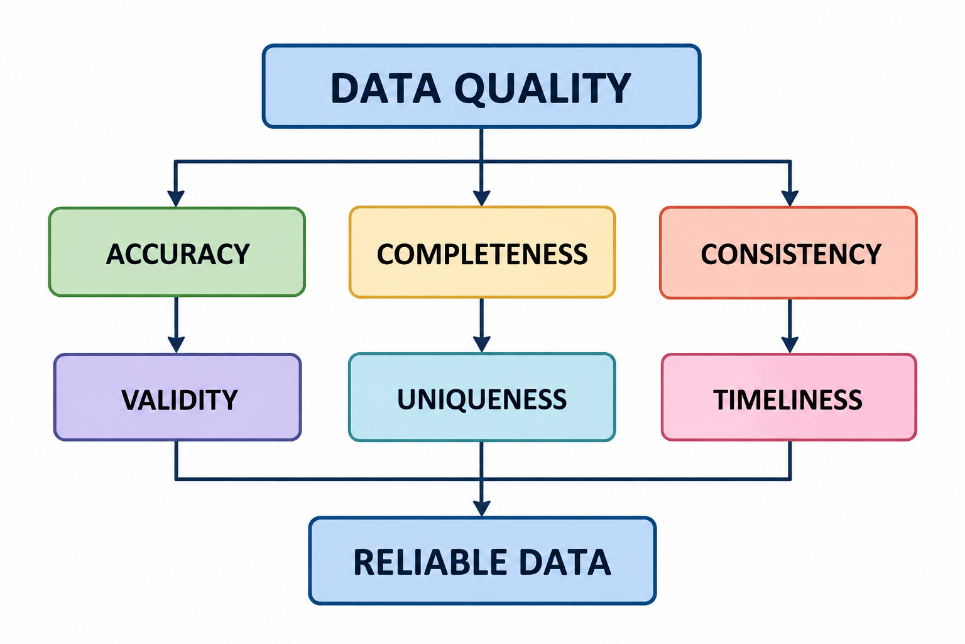 DATA QUALITY
ACCURACY
COMPLETENESS
CONSISTENCY
VALIDITY
UNIQUENESS
TIMELINESS
RELIABLE DATA